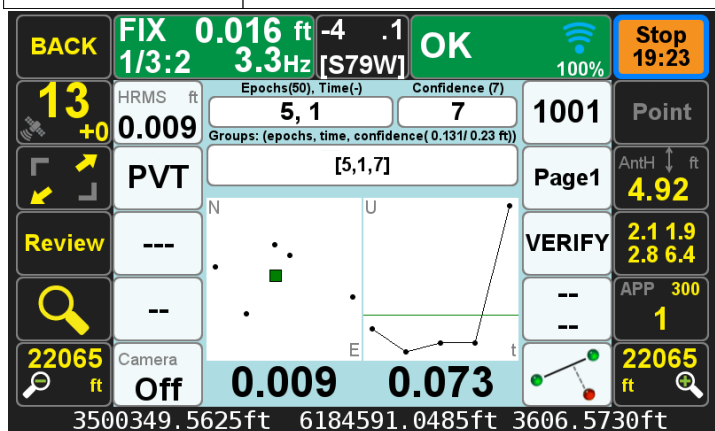 BACK
FIX 0.016 ft
1/3:2 3.3Hz
-4 .1
[S79W]
OK
100%
Stop
19:23
13
+0
HRMS ft
0.009
Epochs(50), Time(-)
5, 1
Confidence (7)
7
1001
Point
Groups: (epochs, time, confidence( 0.131/ 0.23 ft))
[5,1,7]
PVT
Page1
AntH ft
4.92
Review
---
N
E
U
t
VERIFY
2.1 1.9
2.8 6.4
--
--
--
APP 300
1
22065
ft
Camera
Off
0.009
0.073
22065
ft
3500349.5625ft 6184591.0485ft 3606.5730ft